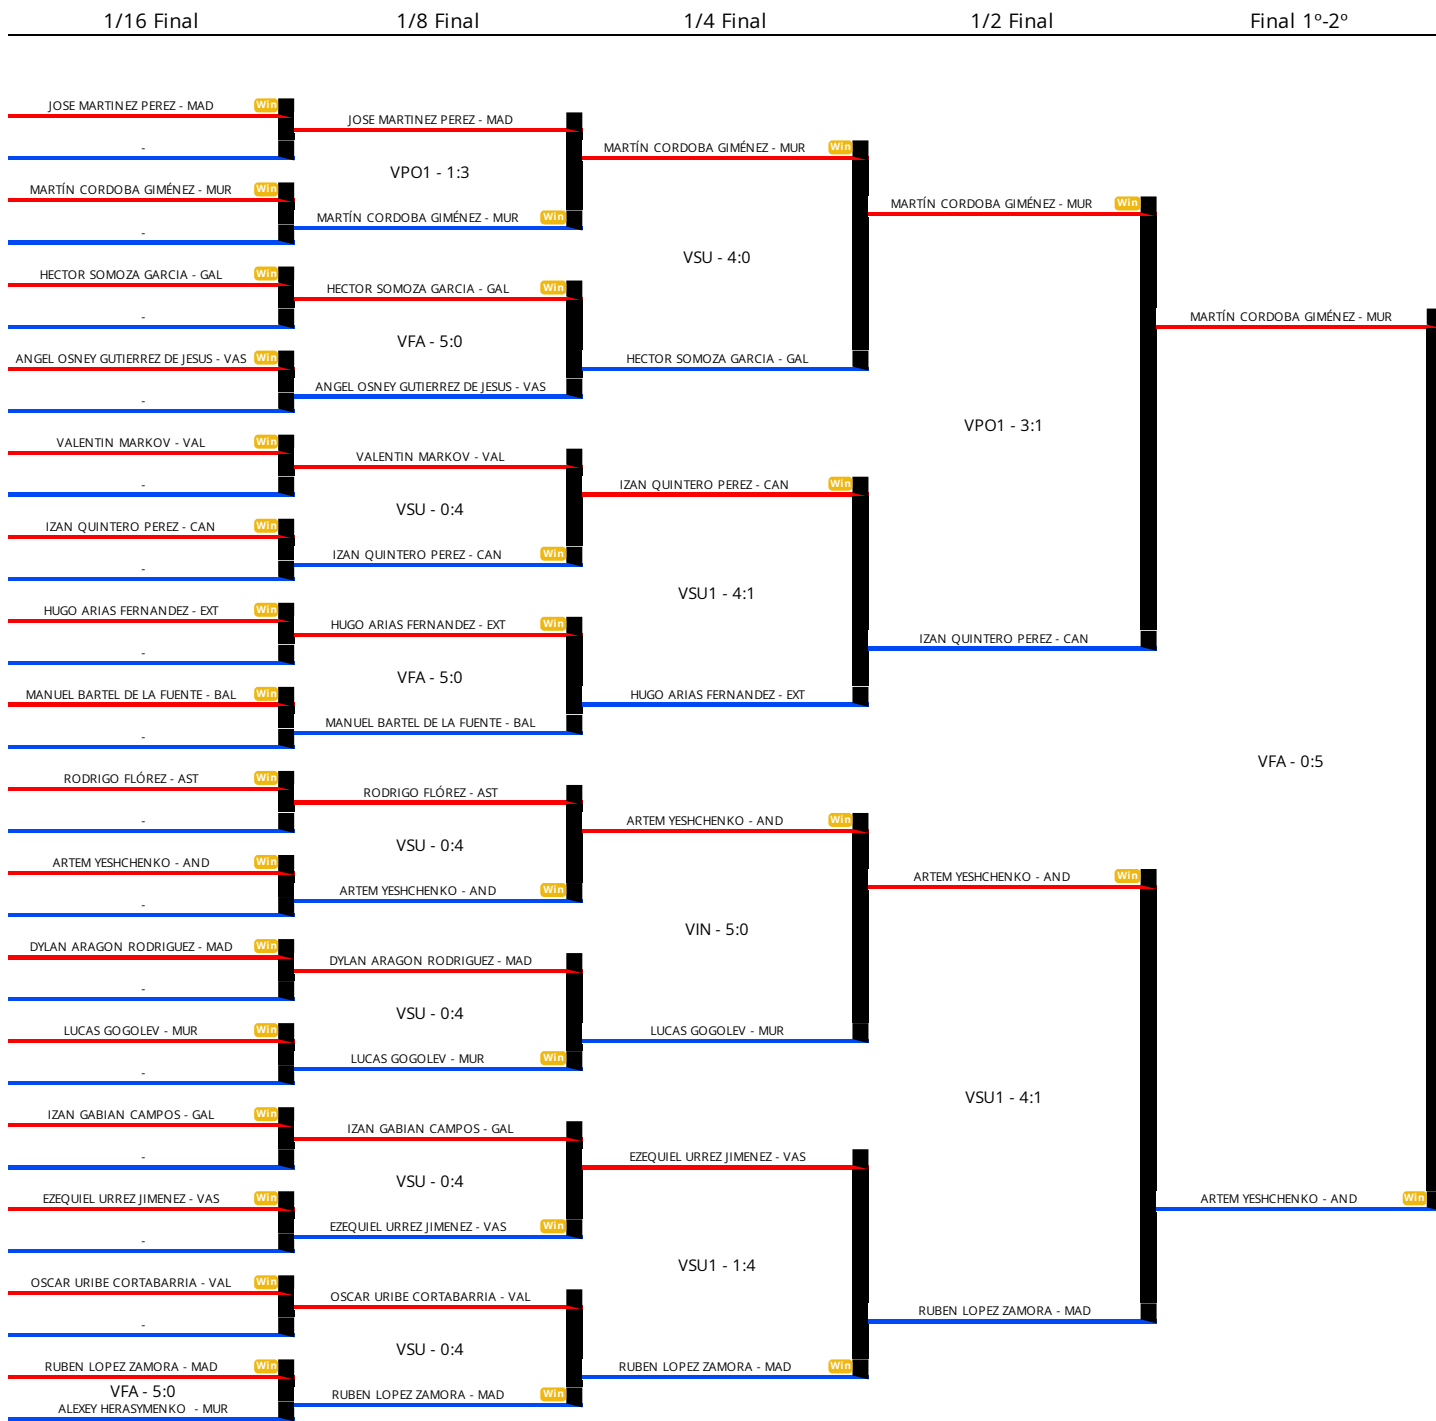 1/16 Final
1/8 Final
1/4 Final
1/2 Final
Final 1º-2º
JOSE MARTINEZ PEREZ - MAD
Win
-
MARTÍN CORDOBA GIMÉNEZ - MUR
Win
-
HECTOR SOMOZA GARCIA - GAL
Win
-
ANGEL OSNEY GUTIERREZ DE JESUS - VAS
Win
-
VALENTIN MARKOV - VAL
Win
-
IZAN QUINTERO PEREZ - CAN
Win
-
HUGO ARIAS FERNANDEZ - EXT
Win
-
MANUEL BARTEL DE LA FUENTE - BAL
Win
-
RODRIGO FLÓREZ - AST
Win
-
ARTEM YESHCHENKO - AND
Win
-
DYLAN ARAGON RODRIGUEZ - MAD
Win
-
LUCAS GOGOLEV - MUR
Win
-
IZAN GABIAN CAMPOS - GAL
Win
-
EZEQUIEL URREZ JIMENEZ - VAS
Win
-
OSCAR URIBE CORTABARRIA - VAL
Win
-
RUBEN LOPEZ ZAMORA - MAD
Win
VFA - 5:0
ALEXEY HERASYMENKO - MUR
JOSE MARTINEZ PEREZ - MAD
VPO1 - 1:3
MARTÍN CORDOBA GIMÉNEZ - MUR
Win
HECTOR SOMOZA GARCIA - GAL
Win
VFA - 5:0
ANGEL OSNEY GUTIERREZ DE JESUS - VAS
VALENTIN MARKOV - VAL
VSU - 0:4
IZAN QUINTERO PEREZ - CAN
Win
HUGO ARIAS FERNANDEZ - EXT
Win
VFA - 5:0
MANUEL BARTEL DE LA FUENTE - BAL
RODRIGO FLÓREZ - AST
VSU - 0:4
ARTEM YESHCHENKO - AND
Win
DYLAN ARAGON RODRIGUEZ - MAD
VSU - 0:4
LUCAS GOGOLEV - MUR
Win
IZAN GABIAN CAMPOS - GAL
VSU - 0:4
EZEQUIEL URREZ JIMENEZ - VAS
Win
OSCAR URIBE CORTABARRIA - VAL
VSU - 0:4
RUBEN LOPEZ ZAMORA - MAD
Win
MARTÍN CORDOBA GIMÉNEZ - MUR
Win
VSU - 4:0
HECTOR SOMOZA GARCIA - GAL
IZAN QUINTERO PEREZ - CAN
Win
VSU1 - 4:1
HUGO ARIAS FERNANDEZ - EXT
ARTEM YESHCHENKO - AND
Win
VIN - 5:0
LUCAS GOGOLEV - MUR
EZEQUIEL URREZ JIMENEZ - VAS
VSU1 - 1:4
RUBEN LOPEZ ZAMORA - MAD
Win
MARTÍN CORDOBA GIMÉNEZ - MUR
Win
VPO1 - 3:1
IZAN QUINTERO PEREZ - CAN
ARTEM YESHCHENKO - AND
Win
VSU1 - 4:1
RUBEN LOPEZ ZAMORA - MAD
MARTÍN CORDOBA GIMÉNEZ - MUR
VFA - 0:5
ARTEM YESHCHENKO - AND
Win